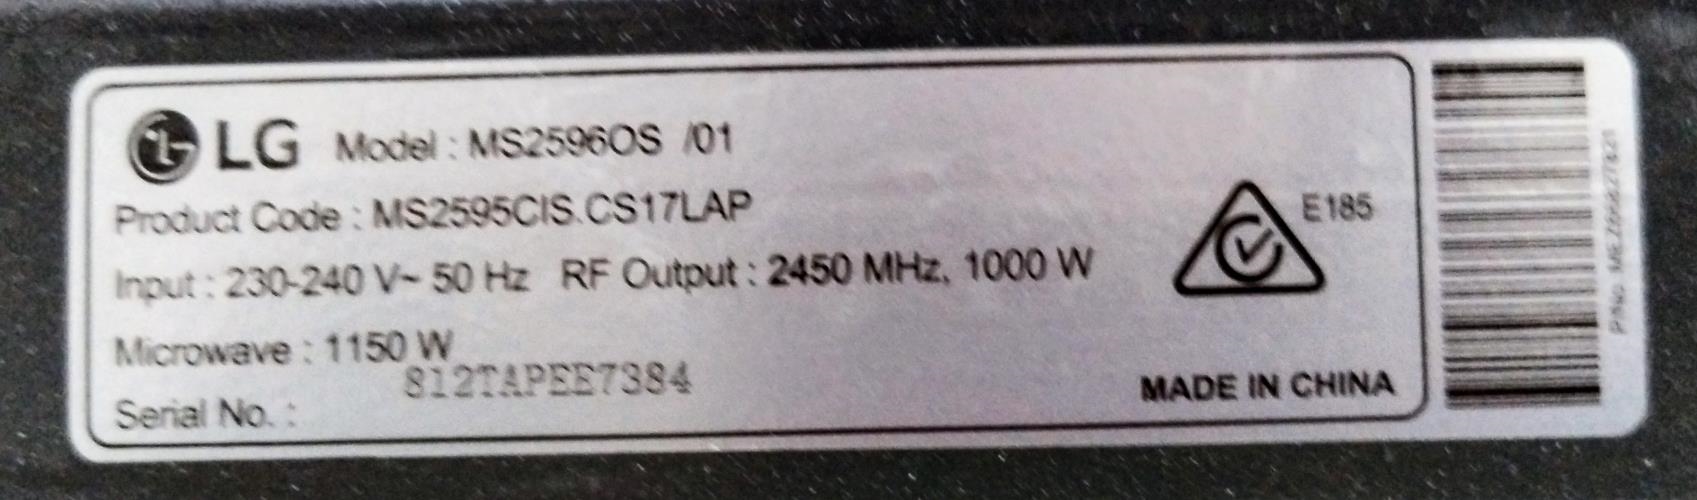 LG Model : MS2596OS /01
Product Code : MS2595CIS.CS17LAP
Input : 230-240 V~ 50 Hz RF Output : 2450 MHz, 1000 W
Microwave : 1150 W
812TAPEE7384
Serial No. :
E185
MADE IN CHINA
P/No.